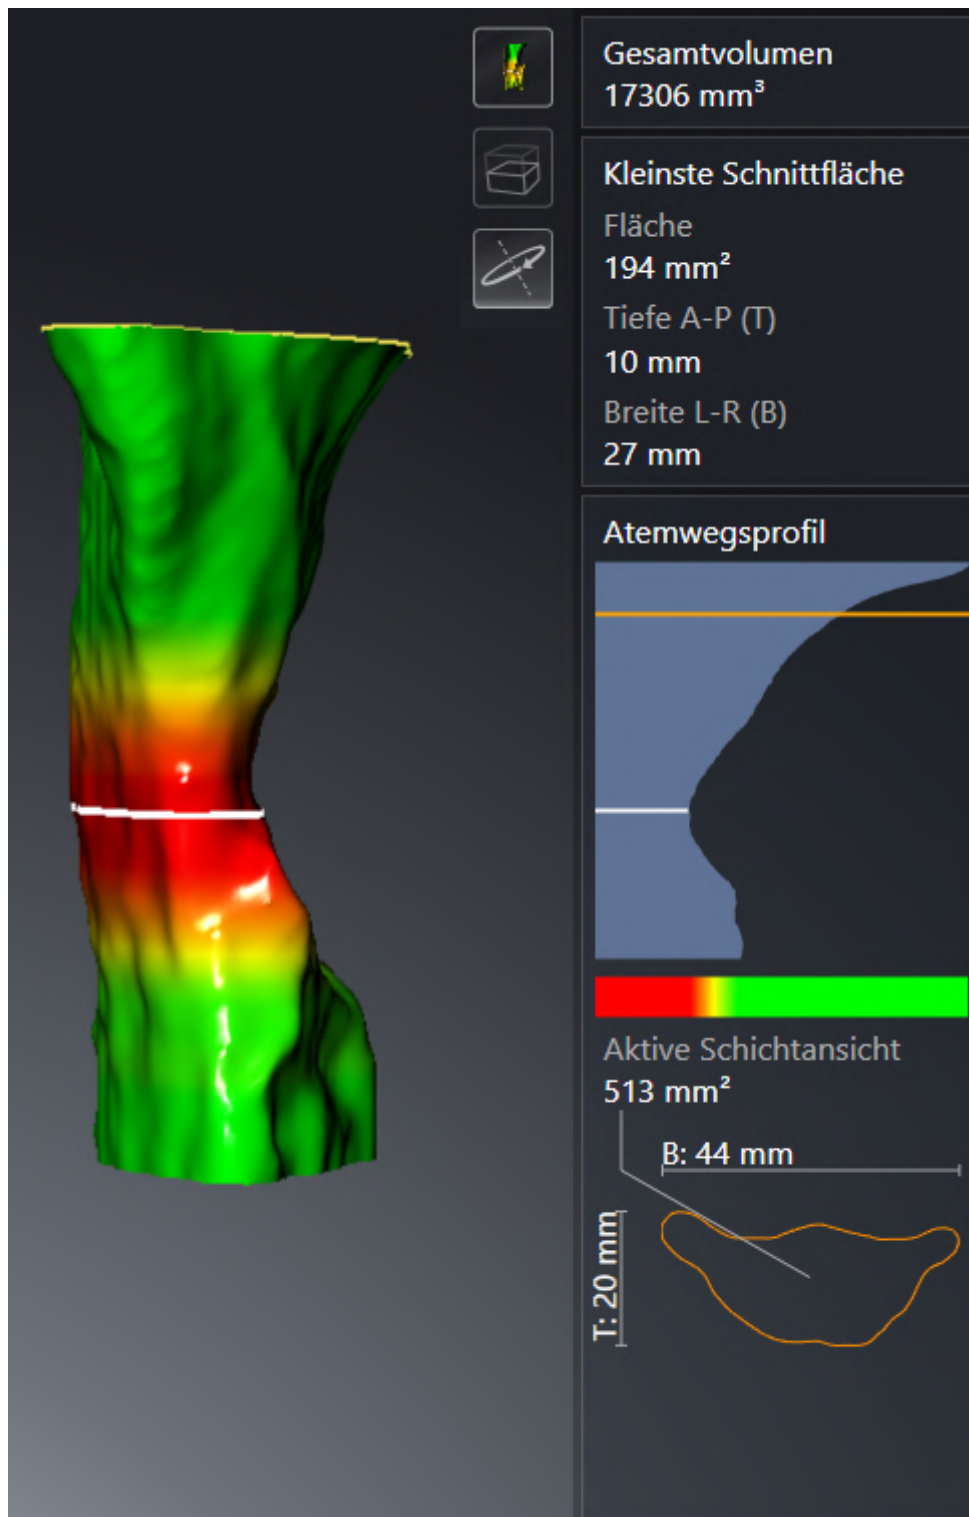 Gesamtvolumen
17306 mm³
Kleinste Schnittfläche
Fläche
194 mm²
Tiefe A-P (T)
10 mm
Breite L-R (B)
27 mm
Atemwegsprofil
Aktive Schichtansicht
513 mm²
B: 44 mm
T: 20 mm